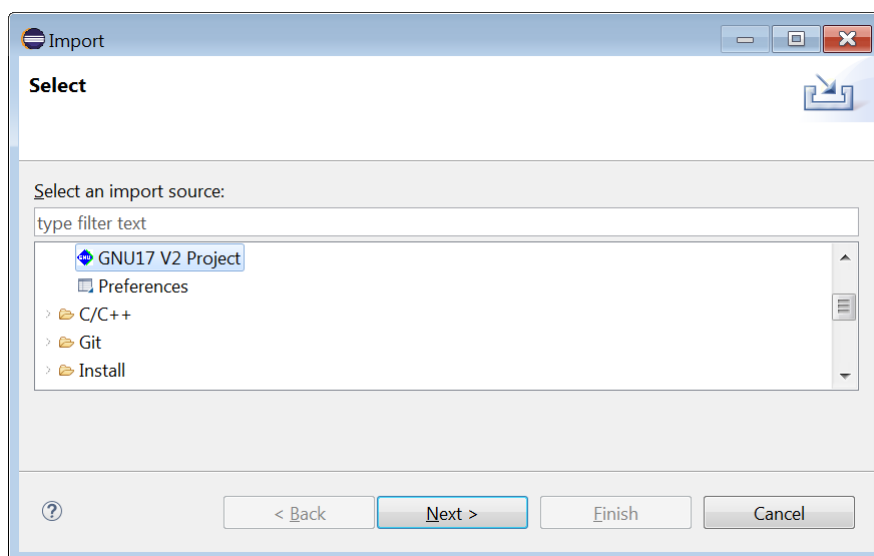 Import
Select
Select an import source:
type filter text
GNU17 V2 Project
Preferences
C/C++
Git
Install
< Back Next > Finish Cancel